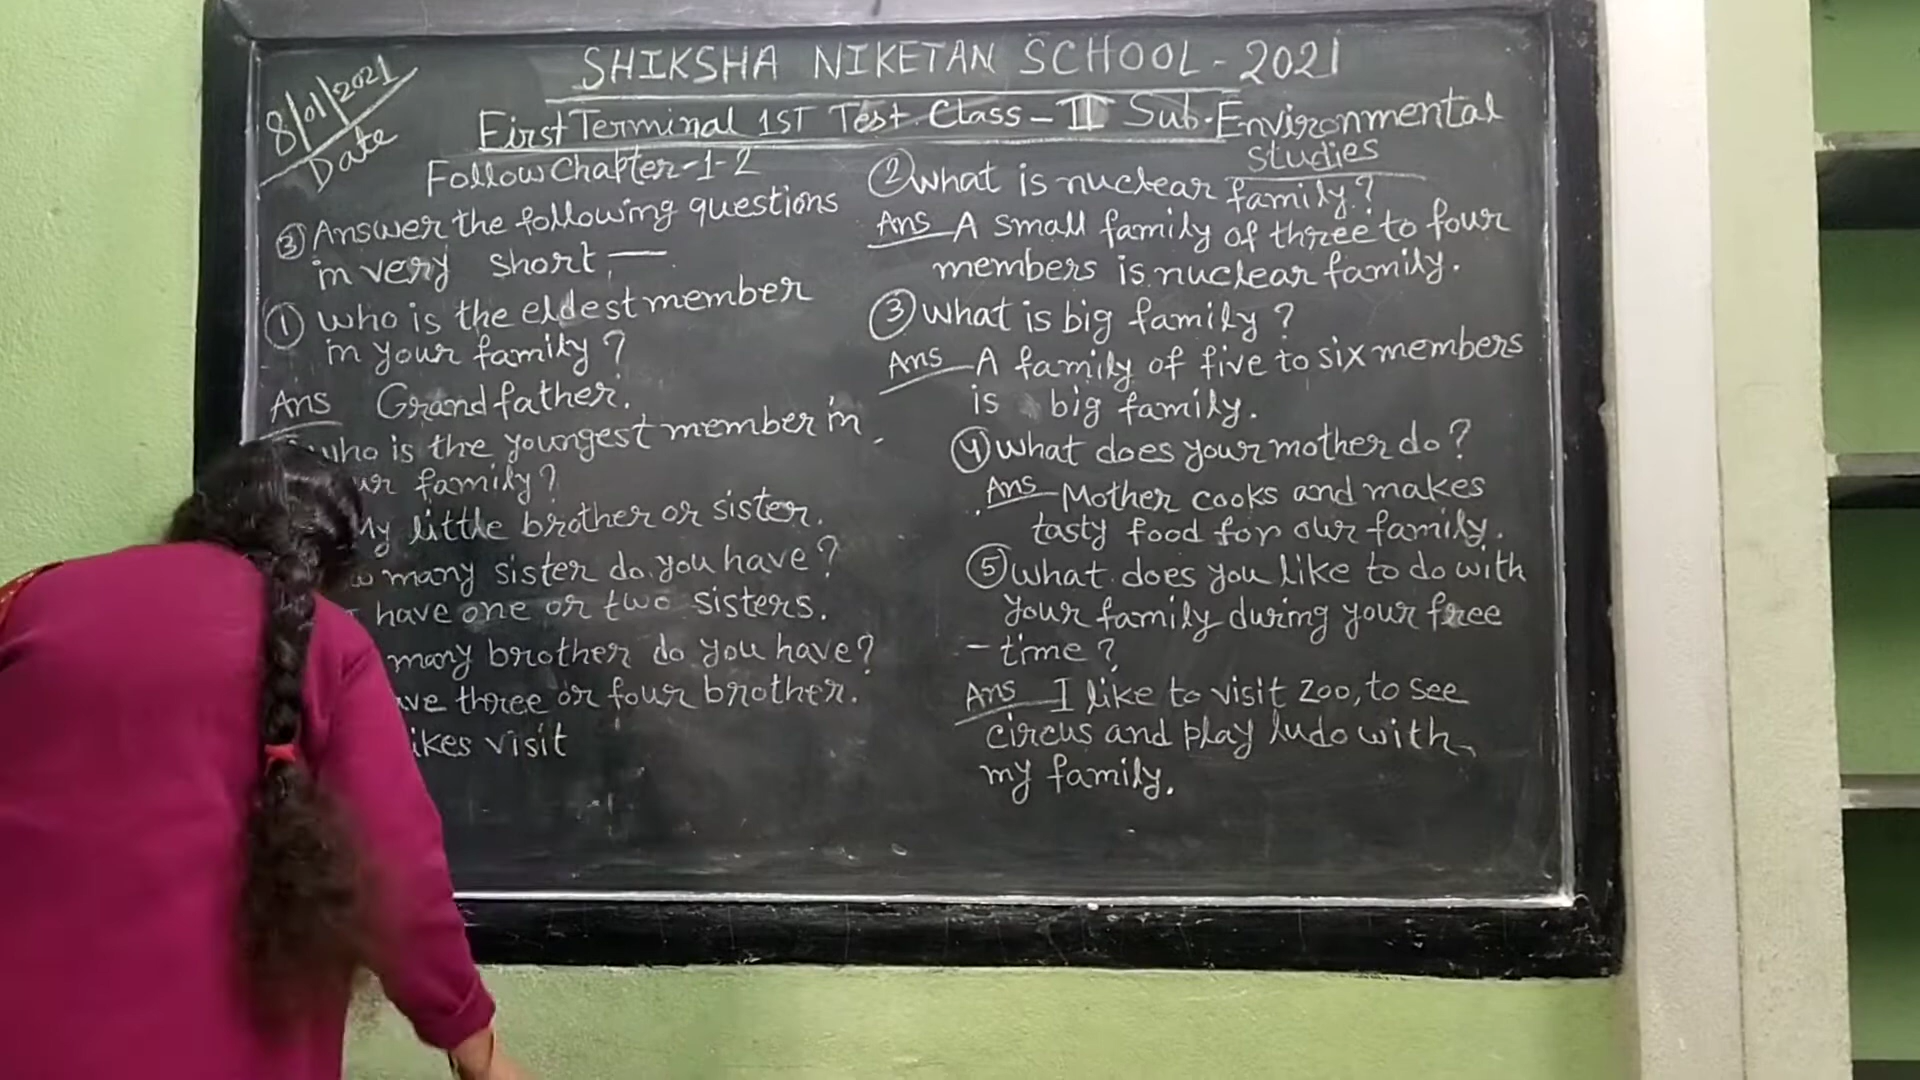 SHIKSHA NIKETAN SCHOOL - 2021
8/01/2021
Date
First Terminal 1ST Test. Class - II Sub. Environmental
studies
Follow Chapter-1-2
③ Answer the following questions
in very short,—
① who is the eldest member
in your family?
Ans Grandfather.
who is the youngest member in
family?
My little brother or sister.
many sister do you have?
have one or two sisters.
many brother do you have?
three or four brother.
visit
② what is nuclear family?
Ans A small family of three to four
members is nuclear family.
③ what is big family?
Ans A family of five to six members
is big family.
④ what does your mother do?
Ans Mother cooks and makes
tasty food for our family.
⑤ what does you like to do with
your family during your free
- time?
Ans I like to visit zoo, to see
circus and play ludo with
my family.